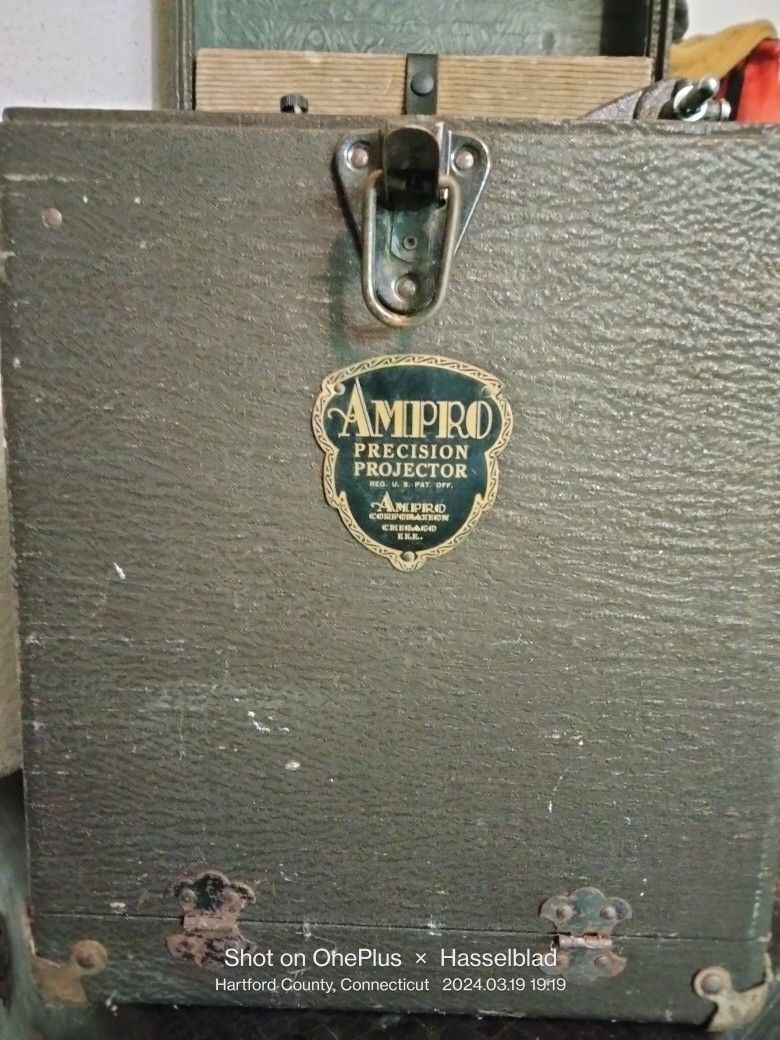 AMPRO
PRECISION
PROJECTOR
REG. U. S. PAT. OFF.
AMPRO
CORPORATION
CHICAGO
ILL.
Shot on OnePlus × Hasselblad
Hartford County, Connecticut 2024.03.19 19:19